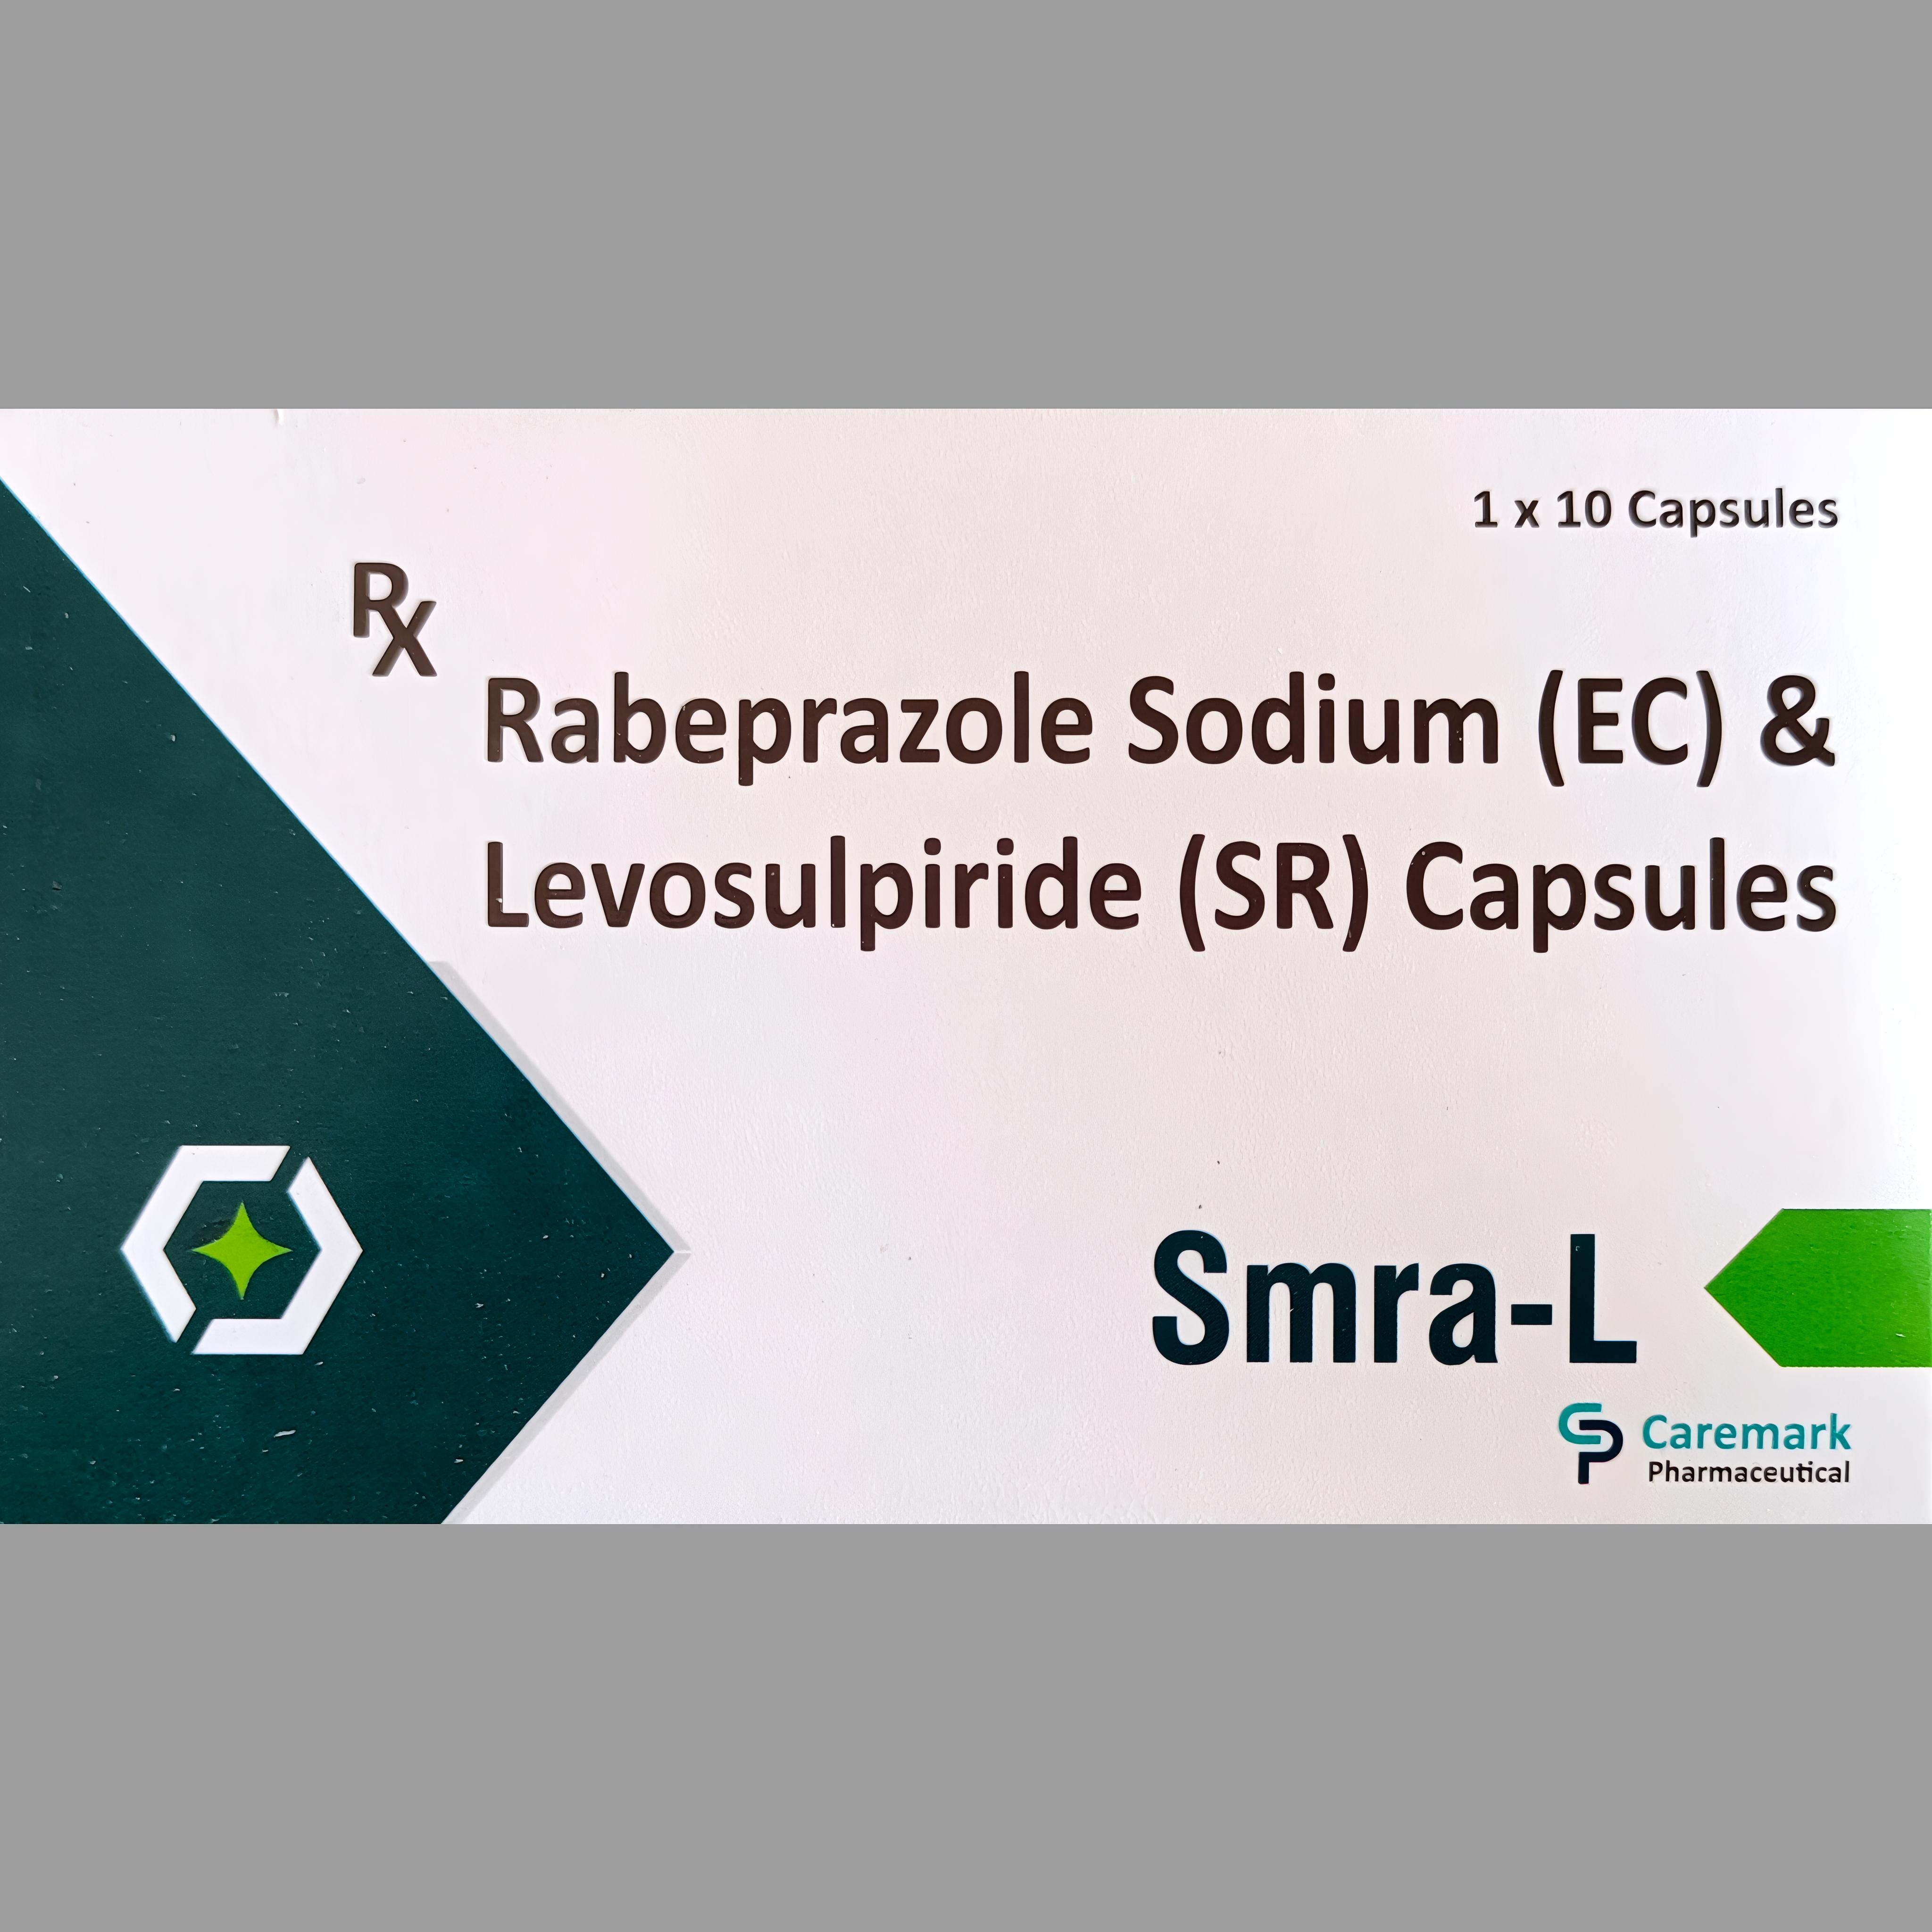 1 x 10 Capsules
Rx
Rabeprazole Sodium (EC) &
Levosulpiride (SR) Capsules
Smra-L
Caremark
Pharmaceutical